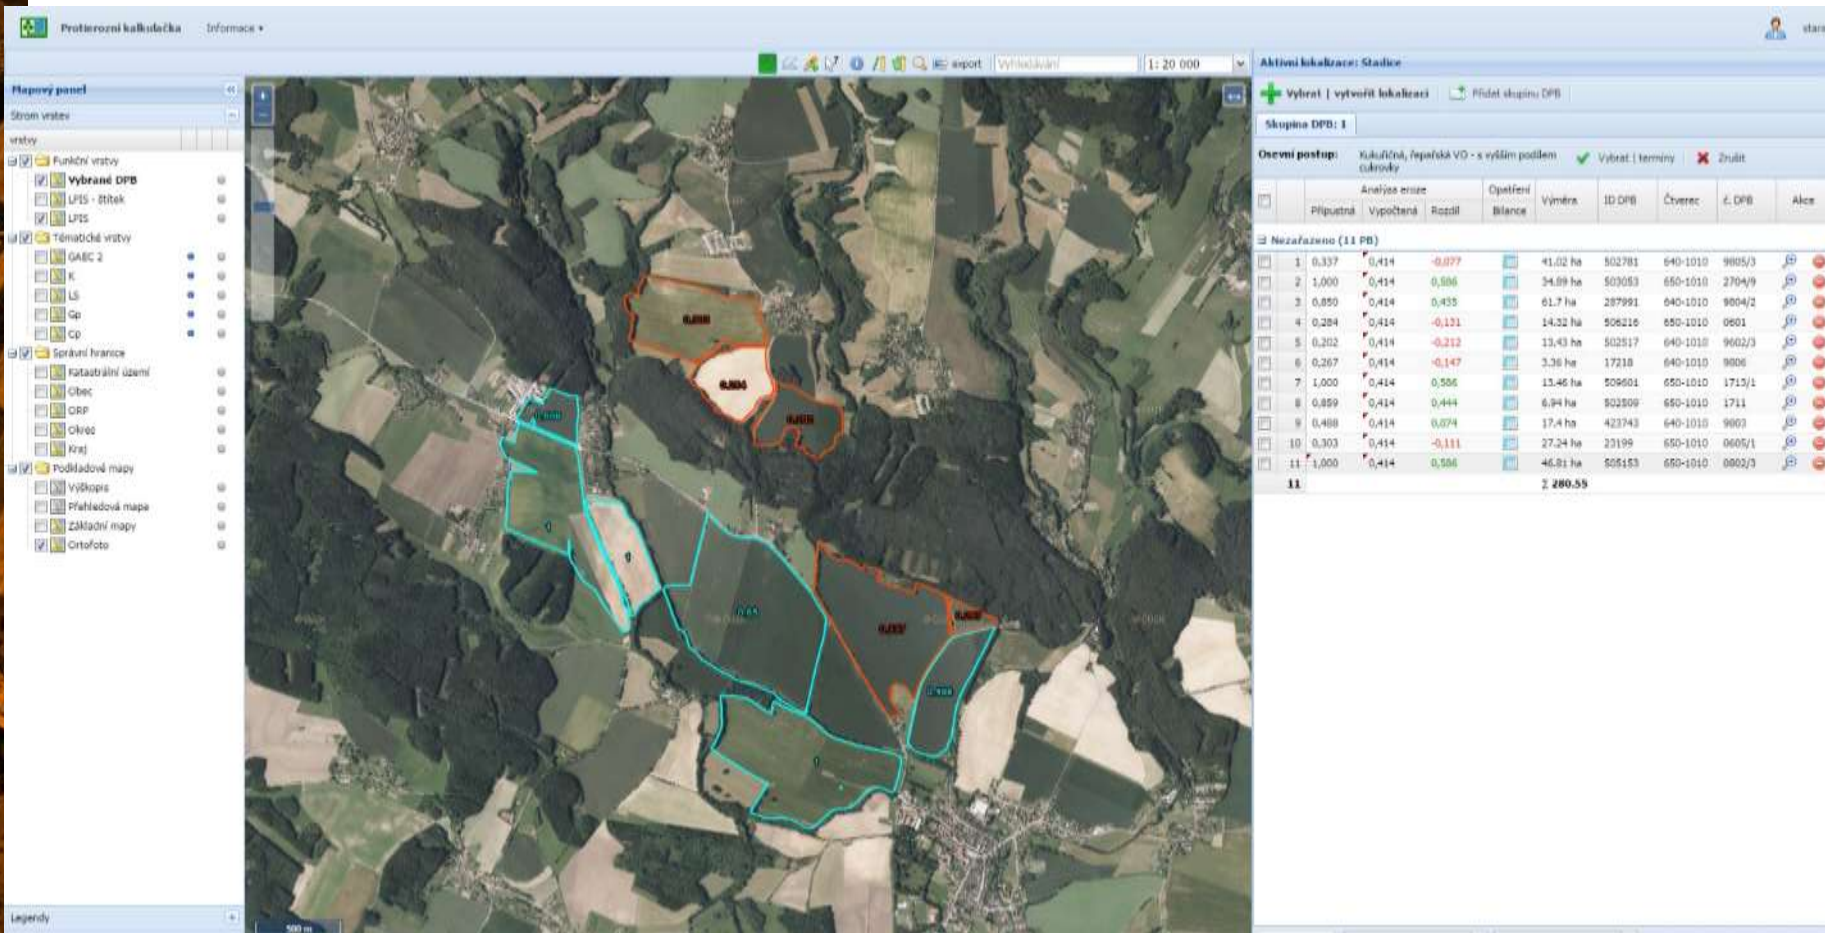 Protierozní kalkulačka Informace
export Vyhledávání 1: 20 000
Aktivní lokalizace: Stadice
Mapový panel
Strom vrstev
vrstvy
Funkční vrstvy
Vybrané DPB
LPIS - štítek
LPIS
Tématické vrstvy
GAEC 2
K
LS
Gp
Cp
Správní hranice
Katastrální území
Obec
ORP
Okres
Kraj
Podkladové mapy
Výškopis
Přehledová mapa
Základní mapy
Ortofoto
Legendy
1
1
0,65
1
500 m
Vybrat | vytvořit lokalizaci Přidat skupinu DPB
Skupina DPB: 1
Osevní postup: Kukuřičná, řepařská VO - s vyšším podílem cukrovky Vybrat | termíny Zrušit
Analýza eroze Opatření Výměra ID DPB Čtverec č. DPB Akce
Přípustná Vypočtená Rozdíl Bilance
Nezařazeno (11 PB)
1 0,337 0,414 -0,077 41.02 ha 502781 640-1010 9805/3
2 1,000 0,414 0,586 34.89 ha 503053 650-1010 2704/9
3 0,850 0,414 0,435 61.7 ha 287991 640-1010 9804/2
4 0,284 0,414 -0,131 14.32 ha 506216 650-1010 0601
5 0,202 0,414 -0,212 13.43 ha 502517 640-1010 9602/3
6 0,267 0,414 -0,147 3.36 ha 17218 640-1010 9806
7 1,000 0,414 0,586 13.46 ha 509601 650-1010 1713/1
8 0,859 0,414 0,444 6.94 ha 502509 650-1010 1711
9 0,488 0,414 0,074 17.4 ha 423743 640-1010 9803
10 0,303 0,414 -0,111 27.24 ha 23199 650-1010 0605/1
11 1,000 0,414 0,586 46.81 ha 505153 650-1010 0802/3
11 Σ 280.55